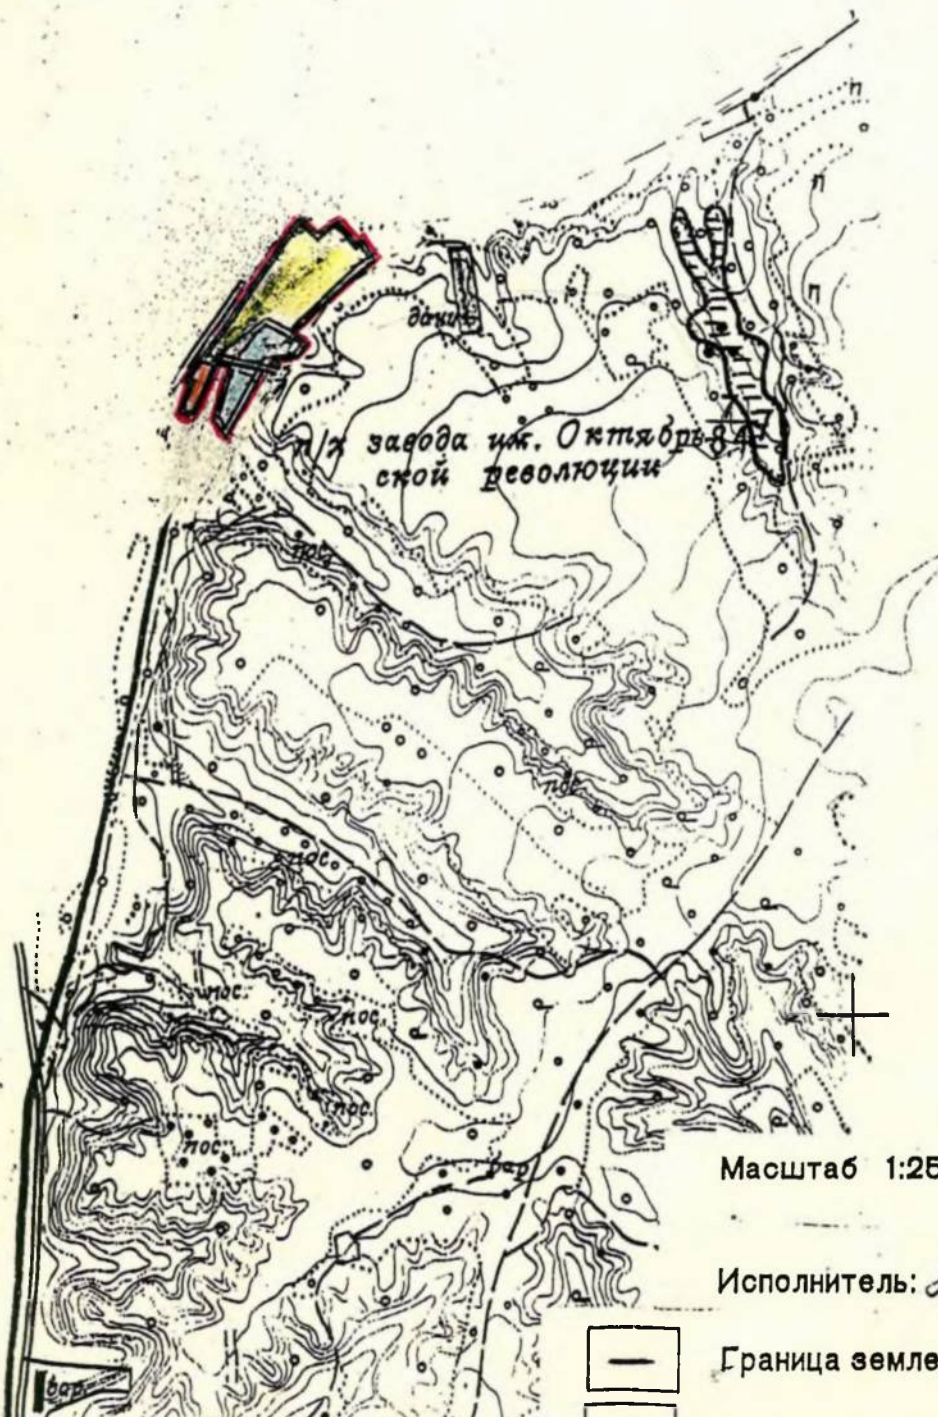 п
п
п
дачи
п/х завода им. Октябрь-
ской революции
пос.
пос.
пос.
пос.
пос.
пос.
пос.
вар.
Масштаб 1:25
Исполнитель:
Граница земле
вар.